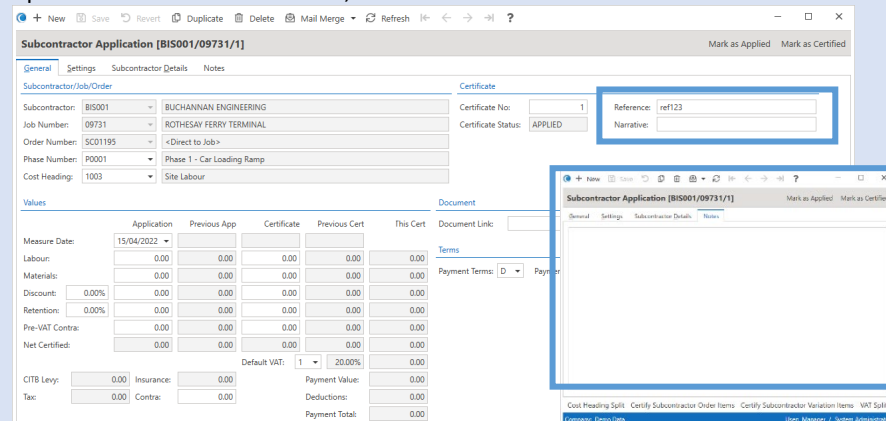 + New Save Revert Duplicate Delete Mail Merge Refresh ?
Subcontractor Application [BIS001/09731/1] Mark as Applied Mark as Certified
General Settings Subcontractor Details Notes
Subcontractor/Job/Order Certificate
Subcontractor: BIS001 BUCHANNAN ENGINEERING Certificate No: 1 Reference: ref123
Job Number: 09731 ROTHESAY FERRY TERMINAL Certificate Status: APPLIED Narrative:
Order Number: SC01195 <Direct to Job>
Phase Number: P0001 Phase 1 - Car Loading Ramp
Cost Heading: 1003 Site Labour
Values Document
Application Previous App Certificate Previous Cert This Cert Document Link:
Measure Date: 15/04/2022
Labour: 0.00 0.00 0.00 0.00 0.00 Terms
Materials: 0.00 0.00 0.00 0.00 0.00 Payment Terms: D
Discount: 0.00% 0.00 0.00 0.00 0.00 0.00
Retention: 0.00% 0.00 0.00 0.00 0.00 0.00
Pre-VAT Contra: 0.00 0.00 0.00 0.00 0.00
Net Certified: 0.00 0.00 0.00 0.00 0.00
Default VAT: 1 20.00% 0.00
CITB Levy: 0.00 Insurance: 0.00 Payment Value: 0.00
Tax: 0.00 Contra: 0.00 Deductions: 0.00
Payment Total: 0.00
+ New Save ?
Subcontractor Application [BIS001/09731/1] Mark as Applied Mark as Certified
General Settings Subcontractor Details Notes
Cost Heading Split Certify Subcontractor Order Items Certify Subcontractor Variation Items VAT Split
Company: Demo Data User: Manager / System Administrat